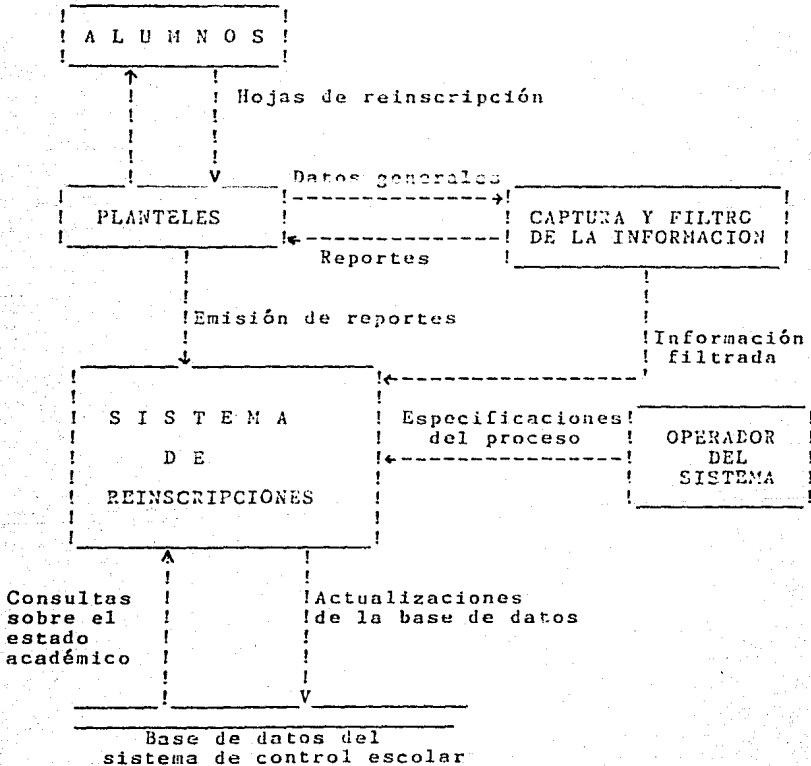 A L U M N O S
Hojas de reinscripción
Datos generales
PLANTELES
CAPTURA Y FILTRO
DE LA INFORMACION
Reportes
Emisión de reportes
Información
filtrada
S I S T E M A
D E
REINSCRIPCIONES
Especificaciones
del proceso
OPERADOR
DEL
SISTEMA
Consultas
sobre el
estado
académico
Actualizaciones
de la base de datos
Base de datos del
sistema de control escolar